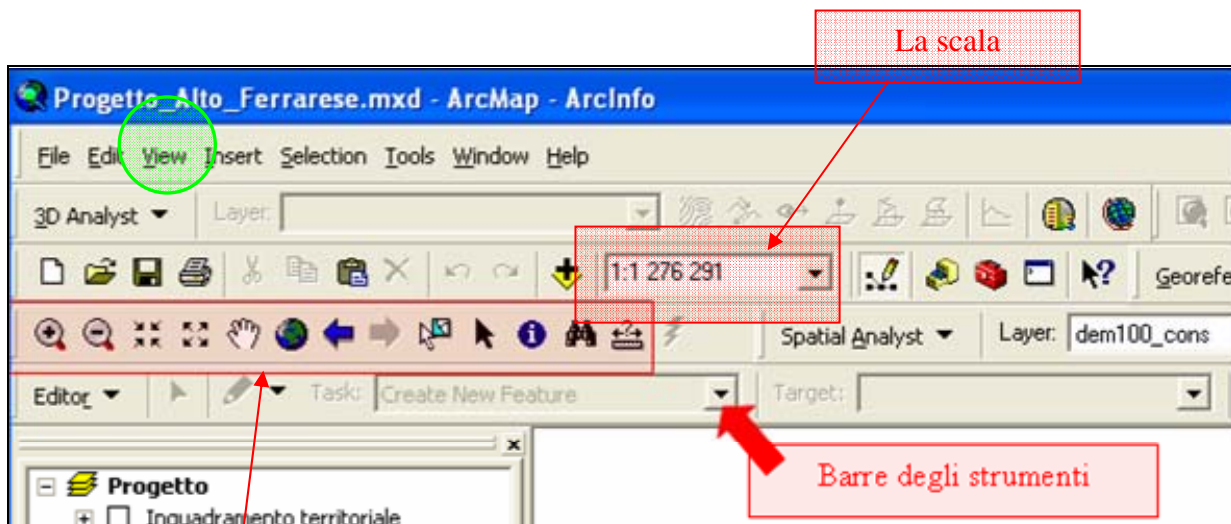 La scala
Progetto_Alto_Ferrarese.mxd - ArcMap - ArcInfo
File Edit View Insert Selection Tools Window Help
3D Analyst Layer:
1:1 276 291 Georefe
Spatial Analyst Layer: dem100_cons
Editor Task: Create New Feature Target:
Barre degli strumenti
Progetto
Inquadramento territoriale